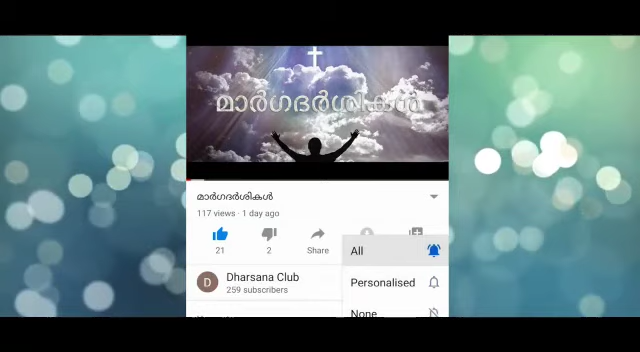 മാർഗദർശികൾ
മാർഗദർശികൾ
117 views · 1 day ago
21
2
Share
All
D
Dharsana Club
Personalised
259 subscribers
None